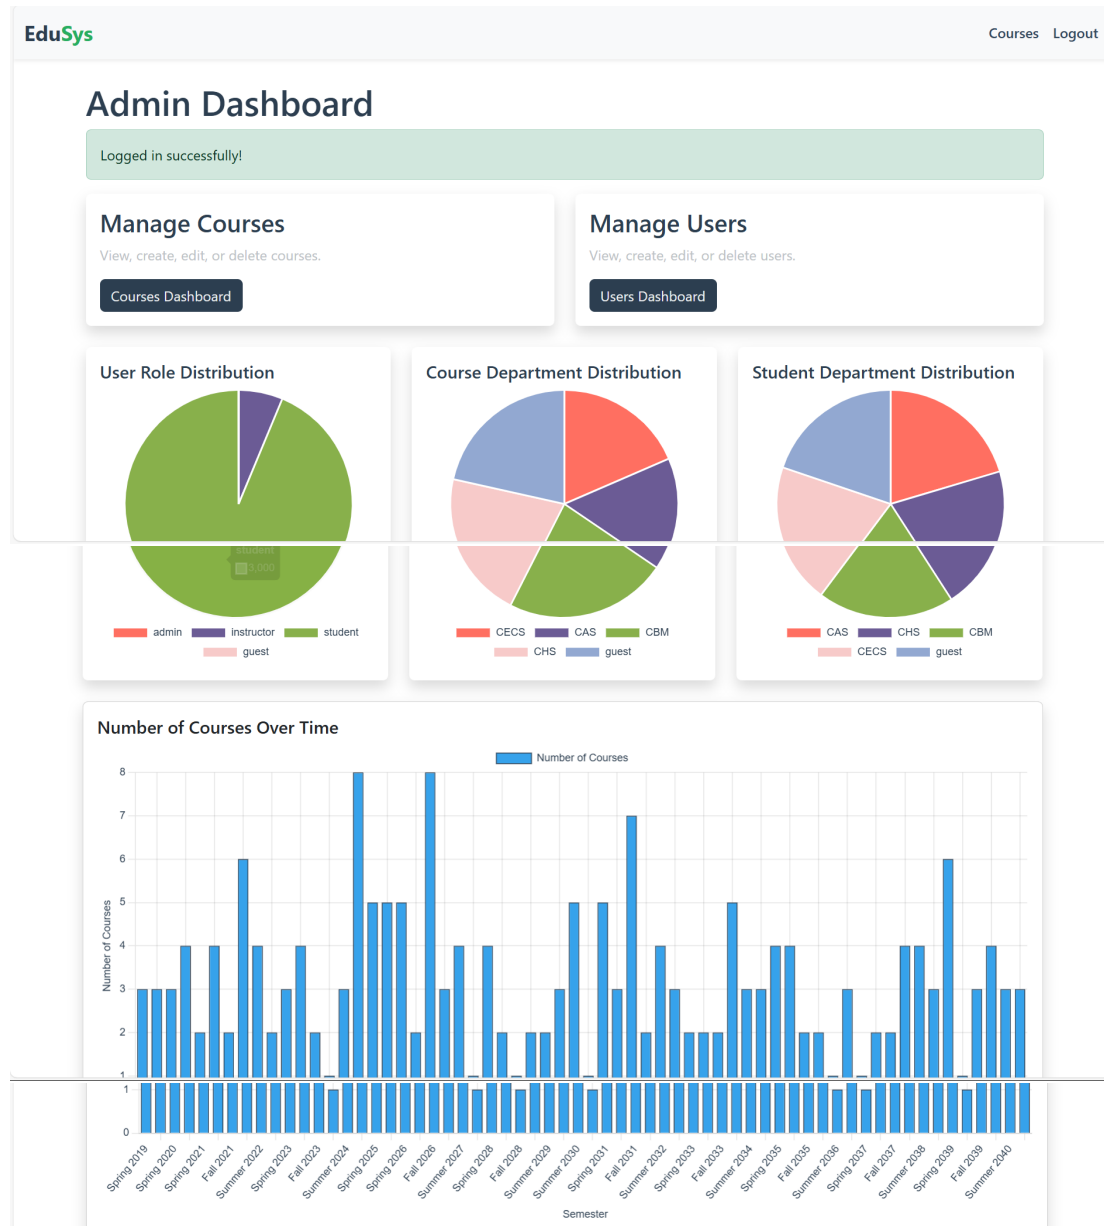 EduSys
Courses Logout
Admin Dashboard
Logged in successfully!
Manage Courses
View, create, edit, or delete courses.
Courses Dashboard
Manage Users
View, create, edit, or delete users.
Users Dashboard
User Role Distribution
student
3,000
admin instructor student
guest
Course Department Distribution
CECS CAS CBM
CHS guest
Student Department Distribution
CAS CHS CBM
CECS guest
Number of Courses Over Time
Number of Courses
8
7
6
5
4
3
2
1
1
0
Number of Courses
Spring 2019
Spring 2020
Spring 2021
Fall 2021
Summer 2022
Spring 2023
Fall 2023
Summer 2024
Spring 2025
Spring 2026
Fall 2026
Summer 2027
Spring 2028
Fall 2028
Summer 2029
Summer 2030
Spring 2031
Fall 2031
Summer 2032
Spring 2033
Fall 2033
Summer 2034
Spring 2035
Fall 2035
Summer 2036
Spring 2037
Fall 2037
Summer 2038
Spring 2039
Fall 2039
Summer 2040
Semester